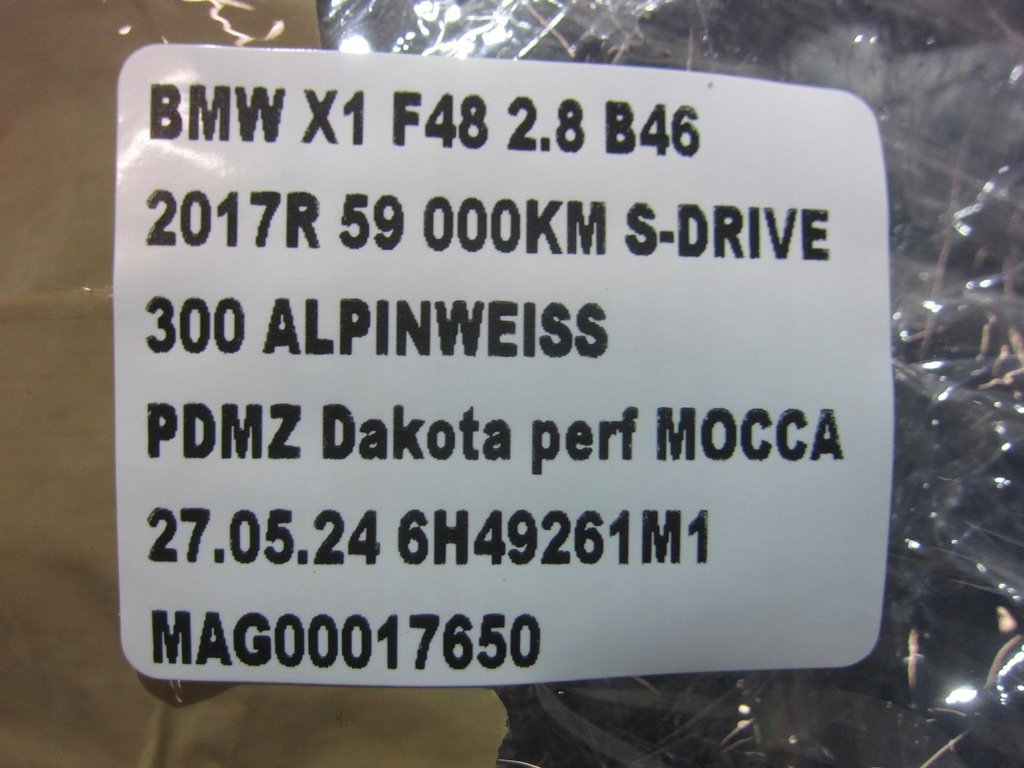 BMW X1 F48 2.8 B46
2017R 59 000KM S-DRIVE
300 ALPINWEISS
PDMZ Dakota perf MOCCA
27.05.24 6H49261M1
MAG00017650